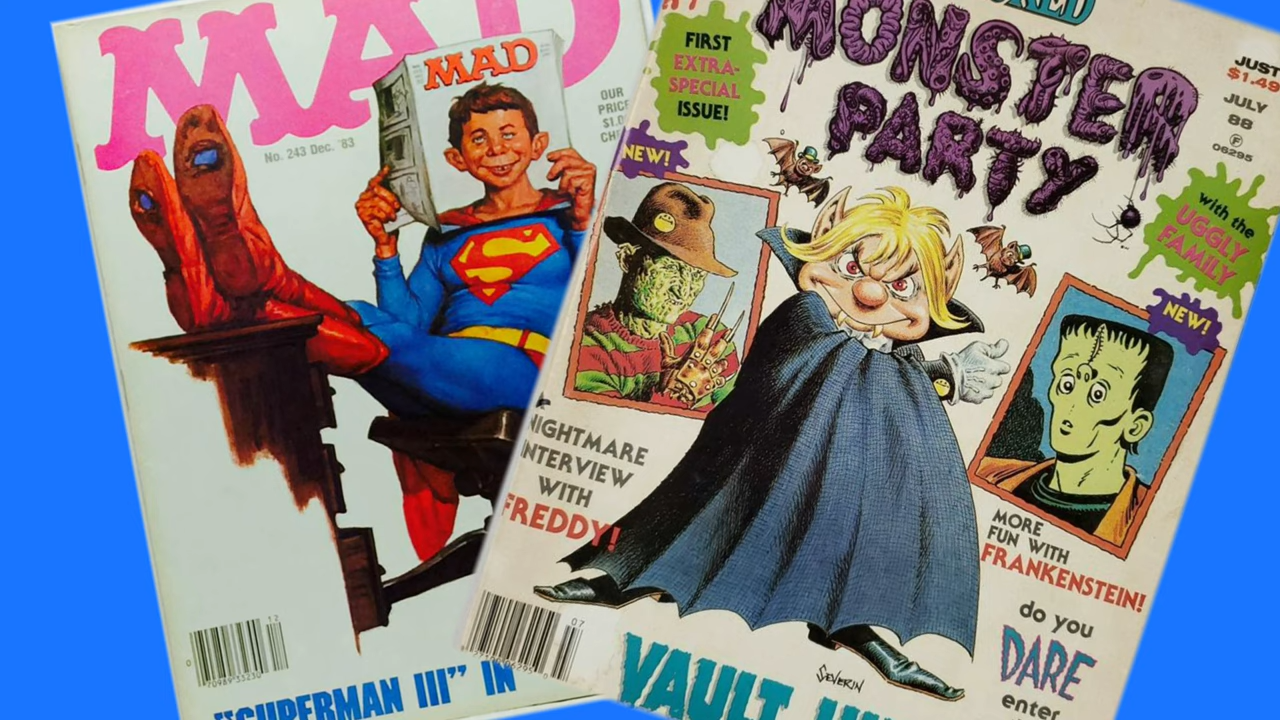 MAD
MAD
OUR
PRICE
No. 243 Dec. '83
"SUPERMAN III" IN
MONSTER
PARTY
FIRST
EXTRA-
SPECIAL
ISSUE!
JUST
$1.49
JULY
88
F
06295
NEW!
with the
UGGLY
FAMILY
NEW!
NIGHTMARE
INTERVIEW
WITH
FREDDY!
MORE
FUN WITH
FRANKENSTEIN!
do you
DARE
enter
07
12
SEVERIN
VAULT